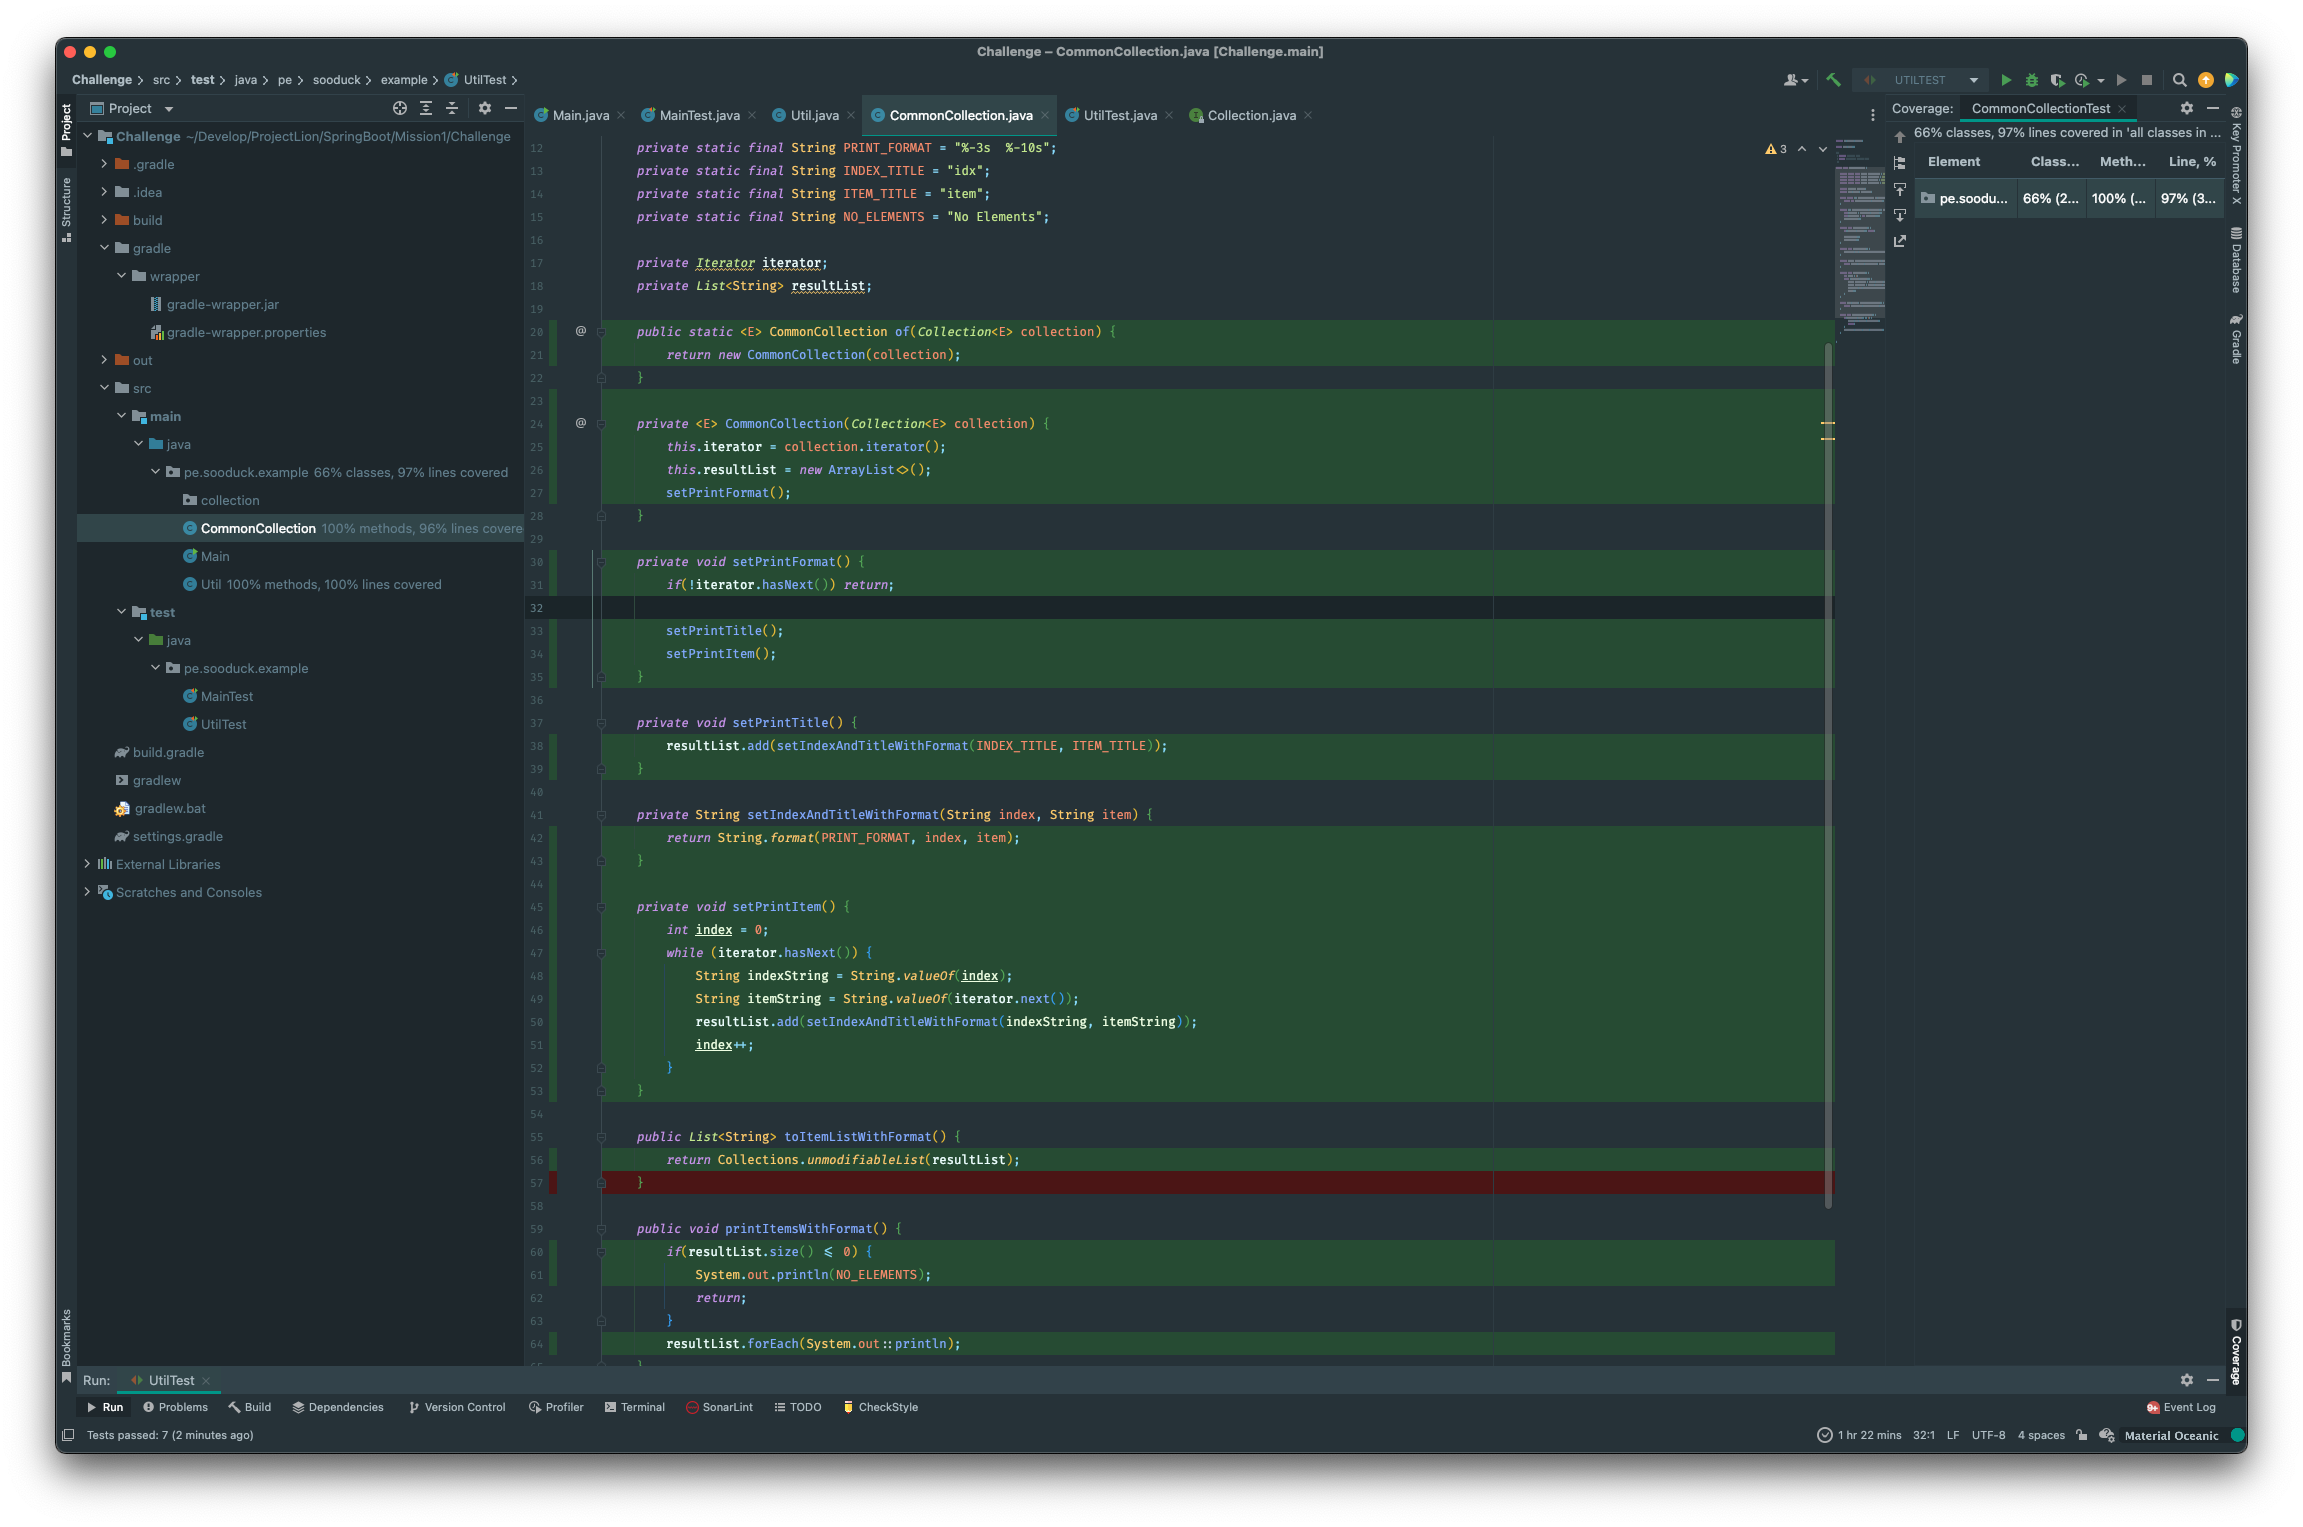 Challenge – CommonCollection.java [Challenge.main]
Challenge > src > test > java > pe > sooduck > example > UtilTest >
UTILTEST
Project
Main.java
MainTest.java
Util.java
CommonCollection.java
UtilTest.java
Collection.java
Coverage: CommonCollectionTest
66% classes, 97% lines covered in 'all classes in ...
Element Class... Meth... Line, %
pe.soodu... 66% (2... 100% (... 97% (3...
Project
Structure
Bookmarks
Key Promoter X
Database
Gradle
Coverage
Challenge ~/Develop/ProjectLion/SpringBoot/Mission1/Challenge
.gradle
.idea
build
gradle
wrapper
gradle-wrapper.jar
gradle-wrapper.properties
out
src
main
java
pe.sooduck.example 66% classes, 97% lines covered
collection
CommonCollection 100% methods, 96% lines covere
Main
Util 100% methods, 100% lines covered
test
java
pe.sooduck.example
MainTest
UtilTest
build.gradle
gradlew
gradlew.bat
settings.gradle
External Libraries
Scratches and Consoles
3
12 private static final String PRINT_FORMAT = "%-3s  %-10s";
13 private static final String INDEX_TITLE = "idx";
14 private static final String ITEM_TITLE = "item";
15 private static final String NO_ELEMENTS = "No Elements";
16
17 private Iterator iterator;
18 private List<String> resultList;
19
20 @ public static <E> CommonCollection of(Collection<E> collection) {
21 return new CommonCollection(collection);
22 }
23
24 @ private <E> CommonCollection(Collection<E> collection) {
25 this.iterator = collection.iterator();
26 this.resultList = new ArrayList<>();
27 setPrintFormat();
28 }
29
30 private void setPrintFormat() {
31 if(!iterator.hasNext()) return;
32
33 setPrintTitle();
34 setPrintItem();
35 }
36
37 private void setPrintTitle() {
38 resultList.add(setIndexAndTitleWithFormat(INDEX_TITLE, ITEM_TITLE));
39 }
40
41 private String setIndexAndTitleWithFormat(String index, String item) {
42 return String.format(PRINT_FORMAT, index, item);
43 }
44
45 private void setPrintItem() {
46 int index = 0;
47 while (iterator.hasNext()) {
48 String indexString = String.valueOf(index);
49 String itemString = String.valueOf(iterator.next());
50 resultList.add(setIndexAndTitleWithFormat(indexString, itemString));
51 index++;
52 }
53 }
54
55 public List<String> toItemListWithFormat() {
56 return Collections.unmodifiableList(resultList);
57 }
58
59 public void printItemsWithFormat() {
60 if(resultList.size() <= 0) {
61 System.out.println(NO_ELEMENTS);
62 return;
63 }
64 resultList.forEach(System.out::println);
65 }
Run: UtilTest
Run Problems Build Dependencies Version Control Profiler Terminal SonarLint TODO CheckStyle 9+ Event Log
Tests passed: 7 (2 minutes ago) 1 hr 22 mins 32:1 LF UTF-8 4 spaces Material Oceanic